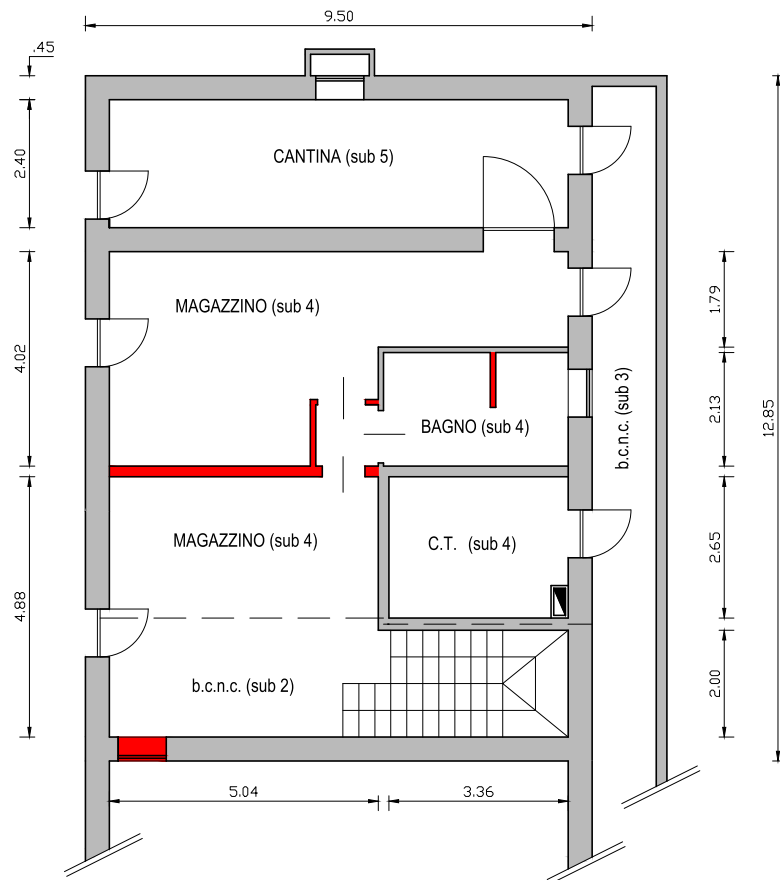 9.50
.45
2.40
CANTINA (sub 5)
MAGAZZINO (sub 4)
4.02
1.79
b.c.n.c. (sub 3)
2.13
12.85
BAGNO (sub 4)
MAGAZZINO (sub 4)
C.T. (sub 4)
2.65
4.88
b.c.n.c. (sub 2)
2.00
5.04
3.36